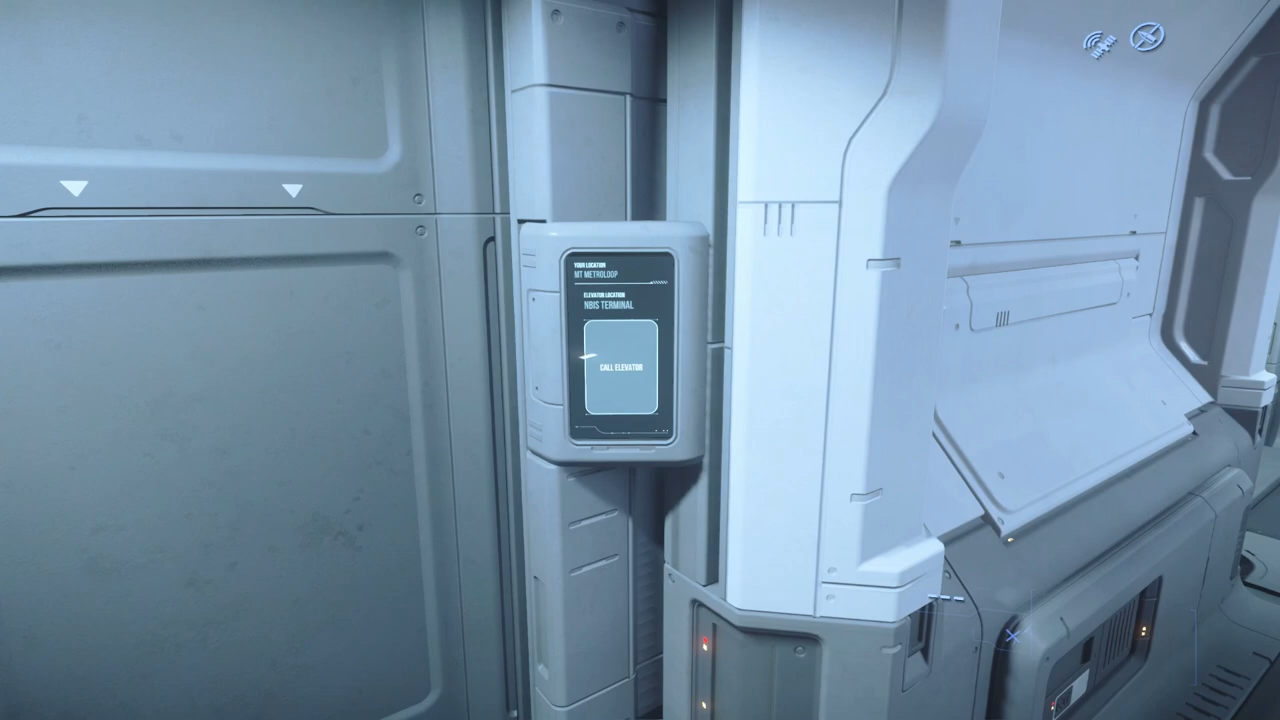 YOUR LOCATION
MT METROLOOP
ELEVATOR LOCATION
NBIS TERMINAL
CALL ELEVATOR